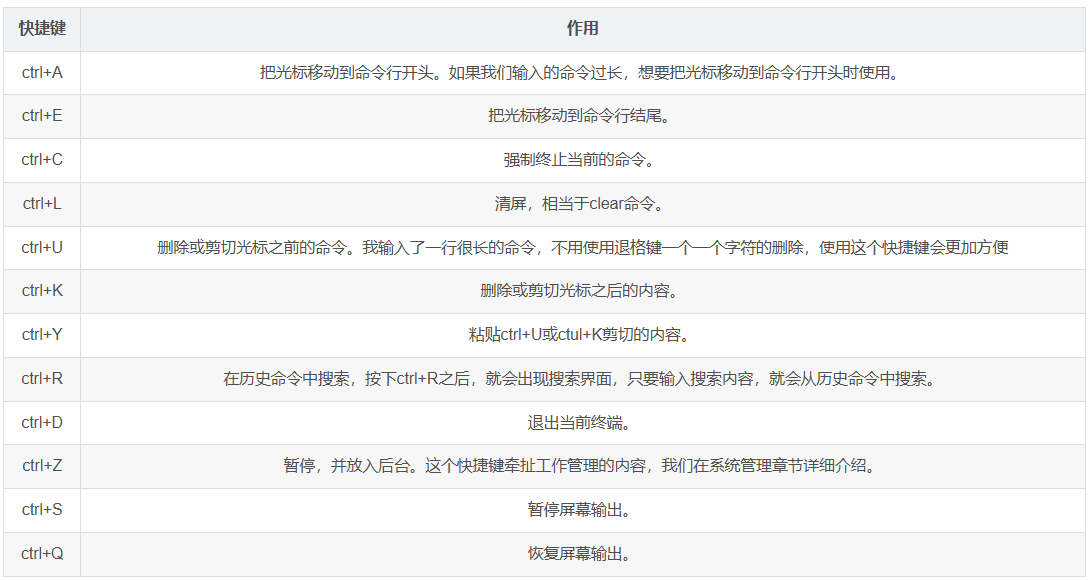 快捷键 作用
ctrl+A 把光标移动到命令行开头。如果我们输入的命令过长，想要把光标移动到命令行开头时使用。
ctrl+E 把光标移动到命令行结尾。
ctrl+C 强制终止当前的命令。
ctrl+L 清屏，相当于clear命令。
ctrl+U 删除或剪切光标之前的命令。我输入了一行很长的命令，不用使用退格键一个一个字符的删除，使用这个快捷键会更加方便
ctrl+K 删除或剪切光标之后的内容。
ctrl+Y 粘贴ctrl+U或ctul+K剪切的内容。
ctrl+R 在历史命令中搜索，按下ctrl+R之后，就会出现搜索界面，只要输入搜索内容，就会从历史命令中搜索。
ctrl+D 退出当前终端。
ctrl+Z 暂停，并放入后台。这个快捷键牵扯工作管理的内容，我们在系统管理章节详细介绍。
ctrl+S 暂停屏幕输出。
ctrl+Q 恢复屏幕输出。